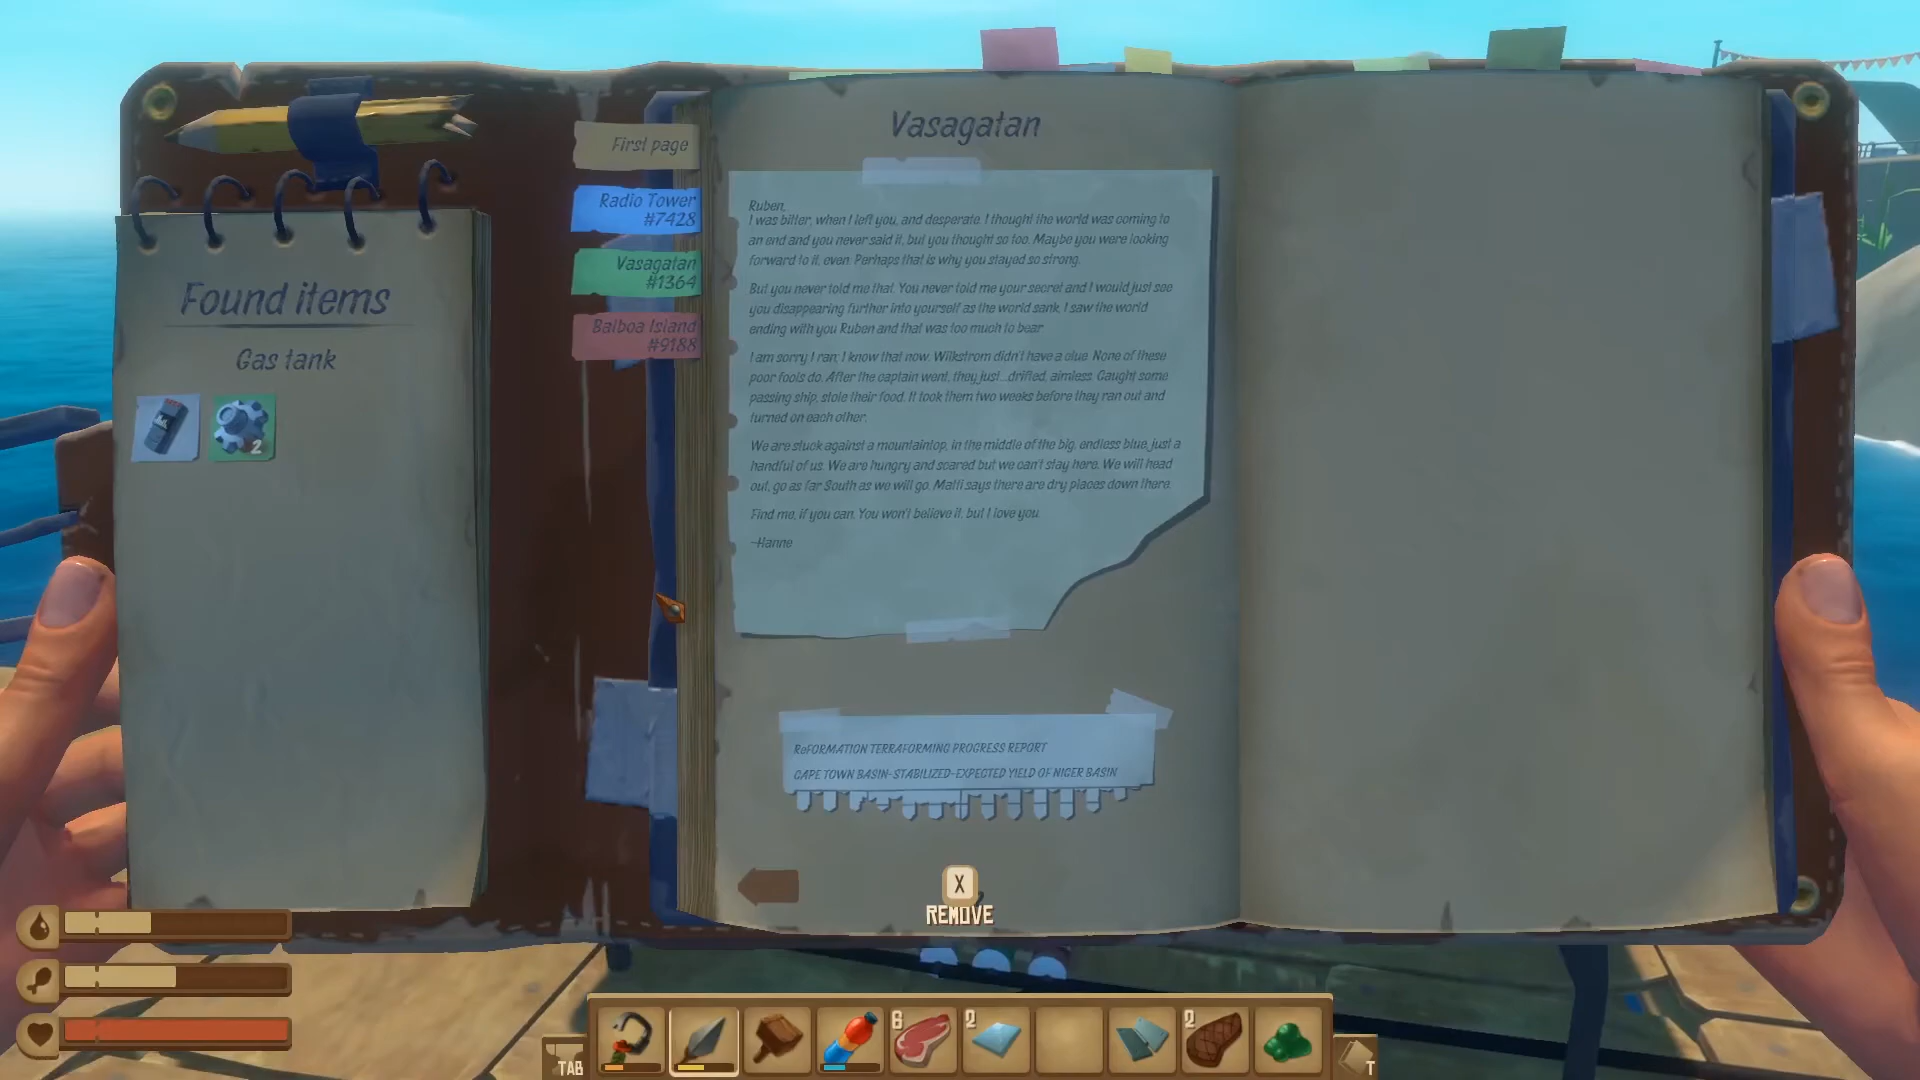 Found items
Gas tank
2
First page
Radio Tower
#7428
Vasagatan
#1364
Balboa Island
#9188
Vasagatan
Ruben,
I was bitter, when I left you, and desperate. I thought the world was coming to
an end and you never said it, but you thought so too. Maybe you were looking
forward to it, even. Perhaps that is why you stayed so strong.
But you never told me that. You never told me your secret and I would just see
you disappearing further into yourself as the world sank. I saw the world
ending with you Ruben and that was too much to bear
I am sorry I ran; I know that now. Wilkstrom didn't have a clue. None of these
poor fools do. After the captain went, they just...drifted, aimless. Caught some
passing ship, stole their food. It took them two weeks before they ran out and
turned on each other.
We are stuck against a mountaintop, in the middle of the big, endless blue, just a
handful of us. We are hungry and scared but we can't stay here. We will head
out, go as far South as we will go. Matti says there are dry places down there.
Find me, if you can. You won't believe it, but I love you.
-Hanne
ReFORMATION TERRAFORMING PROGRESS REPORT
CAPE TOWN BASIN-STABILIZED-EXPECTED YIELD OF NIGER BASIN
X
REMOVE
TAB
6
2
2
T